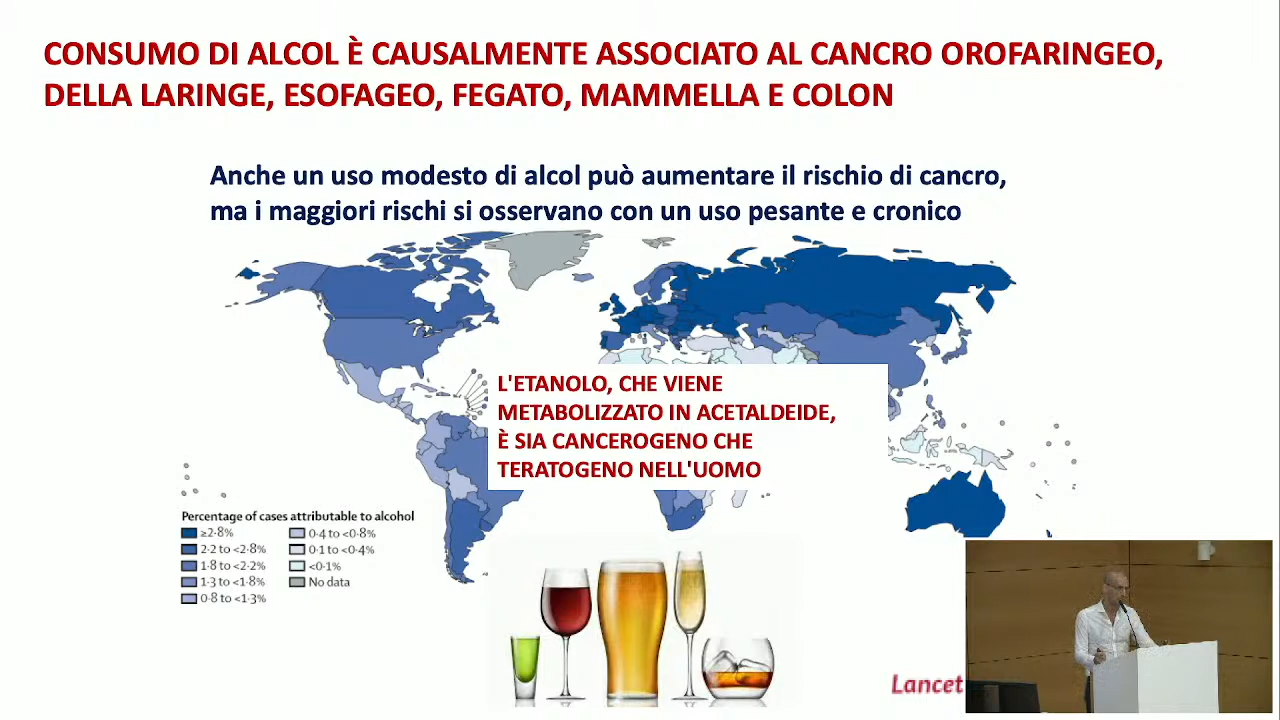 CONSUMO DI ALCOL È CAUSALMENTE ASSOCIATO AL CANCRO OROFARINGEO,
DELLA LARINGE, ESOFAGEO, FEGATO, MAMMELLA E COLON
Anche un uso modesto di alcol può aumentare il rischio di cancro,
ma i maggiori rischi si osservano con un uso pesante e cronico
L'ETANOLO, CHE VIENE
METABOLIZZATO IN ACETALDEIDE,
È SIA CANCEROGENO CHE
TERATOGENO NELL'UOMO
Percentage of cases attributable to alcohol
≥2·8%
2·2 to <2·8%
1·8 to <2·2%
1·3 to <1·8%
0·8 to <1·3%
0·4 to <0·8%
0·1 to <0·4%
<0·1%
No data
Lancet